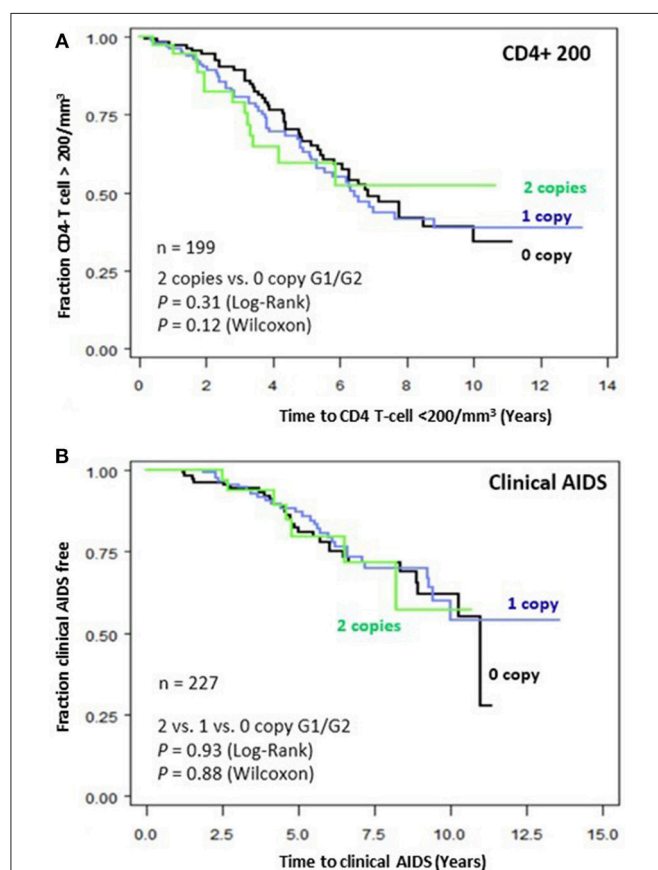 A
CD4+ 200
Fraction CD4-T cell > 200/mm³
1.00
0.75
0.50
0.25
0.00
2 copies
1 copy
0 copy
n = 199
2 copies vs. 0 copy G1/G2
P = 0.31 (Log-Rank)
P = 0.12 (Wilcoxon)
0 2 4 6 8 10 12 14
Time to CD4 T-cell <200/mm³ (Years)
B
Clinical AIDS
Fraction clinical AIDS free
1.00
0.75
0.50
0.25
0.00
1 copy
2 copies
0 copy
n = 227
2 vs. 1 vs. 0 copy G1/G2
P = 0.93 (Log-Rank)
P = 0.88 (Wilcoxon)
0.0 2.5 5.0 7.5 10.0 12.5 15.0
Time to clinical AIDS (Years)